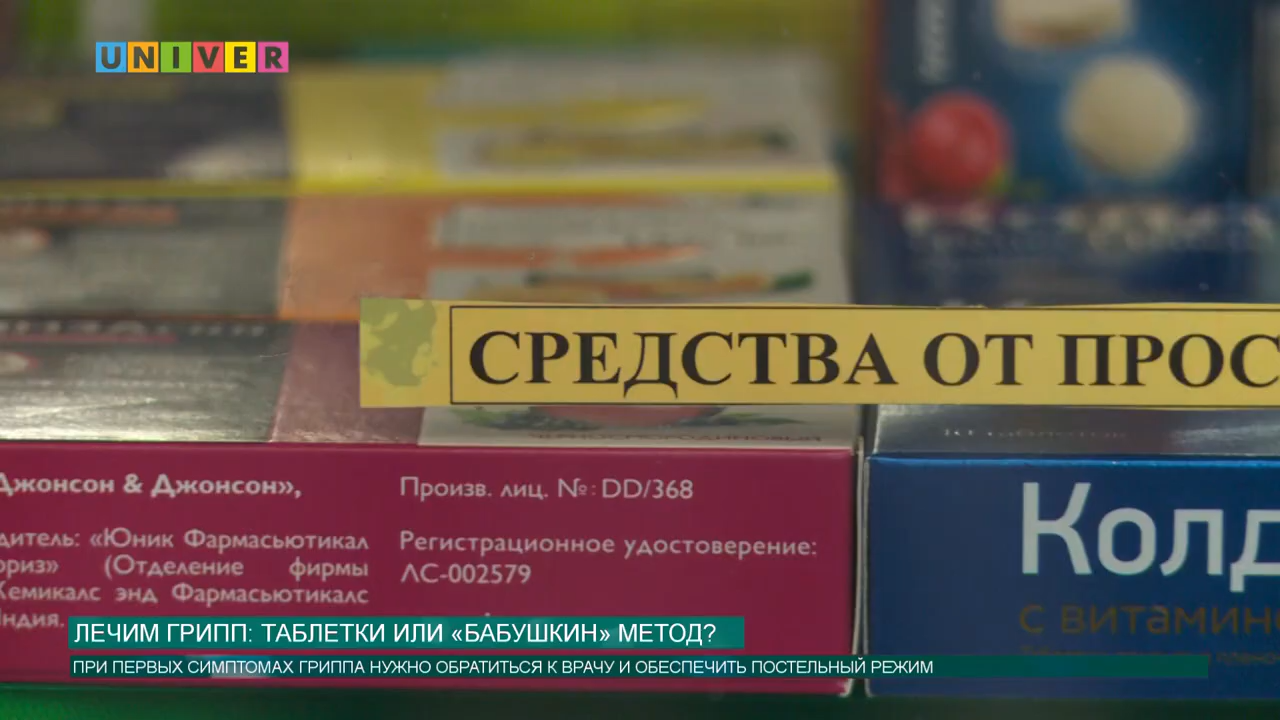 UNIVER
СРЕДСТВА ОТ ПРОС
10 таблеток
Джонсон & Джонсон»,
дитель: «Юник Фармасьютикал
ориз» (Отделение фирмы
Кемикалс энд Фармасьютикалс
Индия.
Произв. лиц. №: DD/368
Регистрационное удостоверение:
ЛС-002579
Колд
с витамин
ЛЕЧИМ ГРИПП: ТАБЛЕТКИ ИЛИ «БАБУШКИН» МЕТОД?
ПРИ ПЕРВЫХ СИМПТОМАХ ГРИППА НУЖНО ОБРАТИТЬСЯ К ВРАЧУ И ОБЕСПЕЧИТЬ ПОСТЕЛЬНЫЙ РЕЖИМ